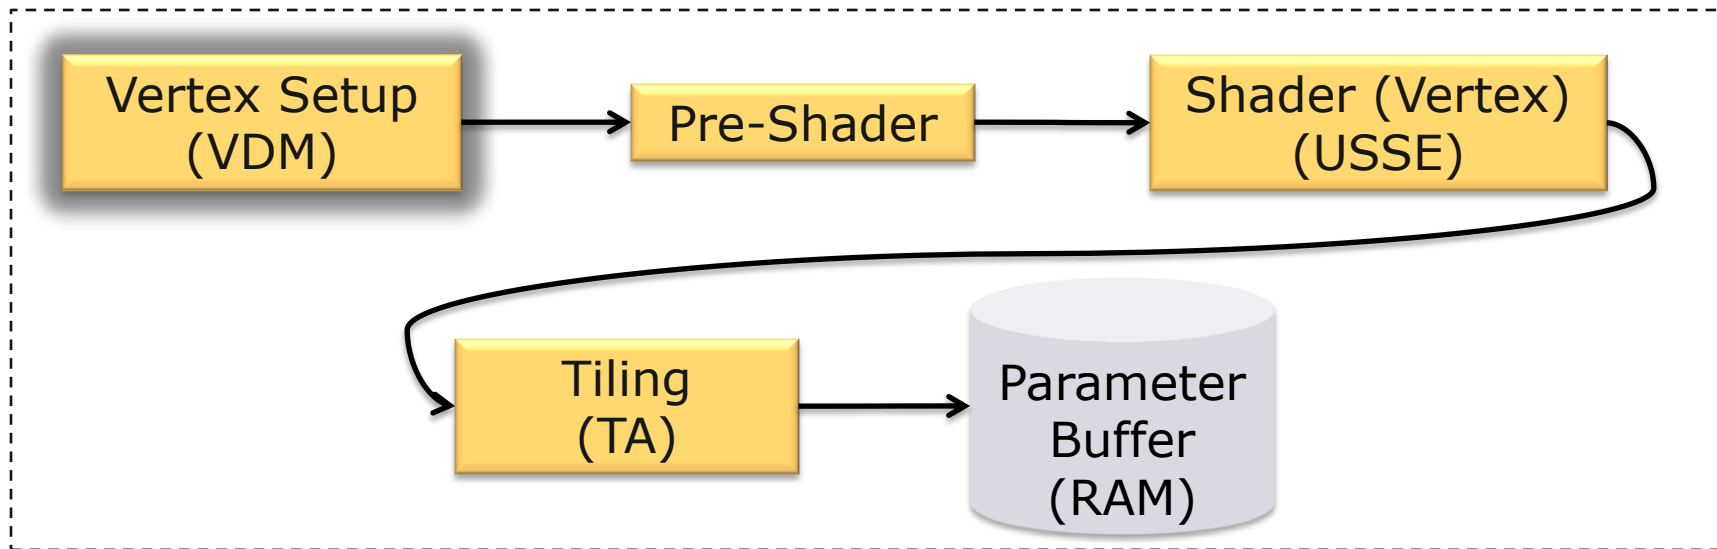 Vertex Setup
(VDM)
Pre-Shader
Shader (Vertex)
(USSE)
Tiling
(TA)
Parameter
Buffer
(RAM)